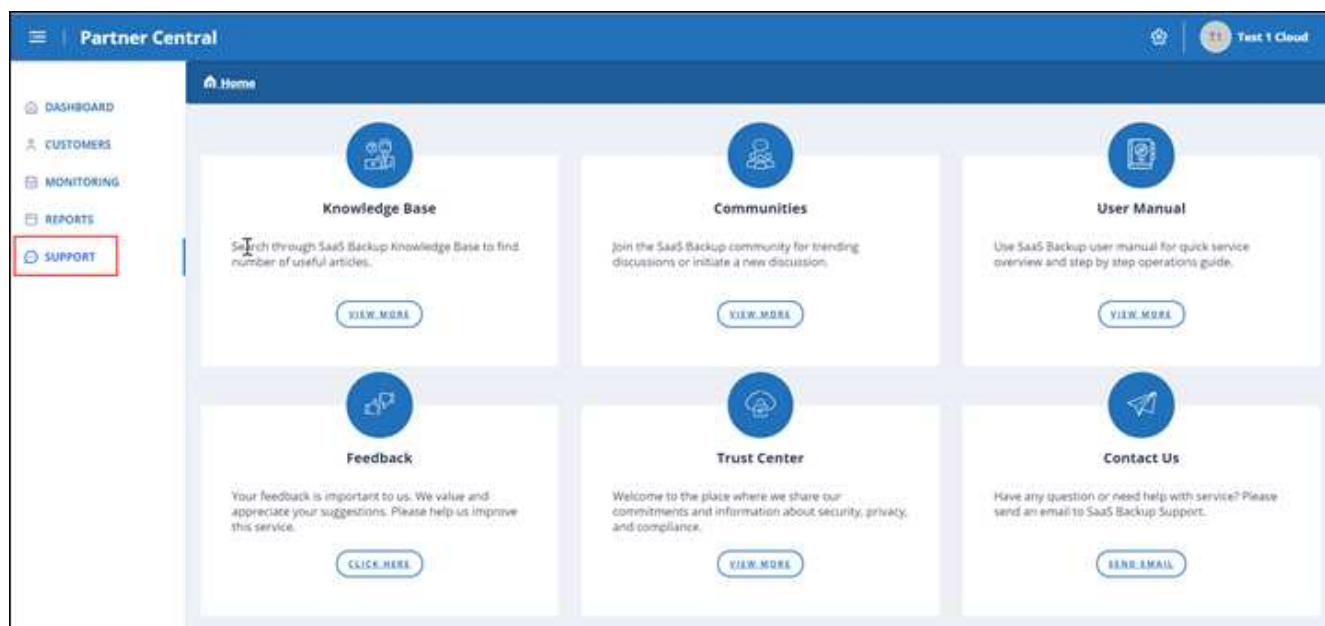 Partner Central
T1 Test 1 Cloud
Home
DASHBOARD
CUSTOMERS
MONITORING
REPORTS
SUPPORT
Knowledge Base
Search through SaaS Backup Knowledge Base to find
number of useful articles.
VIEW MORE
Communities
Join the SaaS Backup community for trending
discussions or initiate a new discussion.
VIEW MORE
User Manual
Use SaaS Backup user manual for quick service
overview and step by step operations guide.
VIEW MORE
Feedback
Your feedback is important to us. We value and
appreciate your suggestions. Please help us improve
this service.
CLICK HERE
Trust Center
Welcome to the place where we share our
commitments and information about security, privacy,
and compliance.
VIEW MORE
Contact Us
Have any question or need help with service? Please
send an email to SaaS Backup Support.
SEND EMAIL